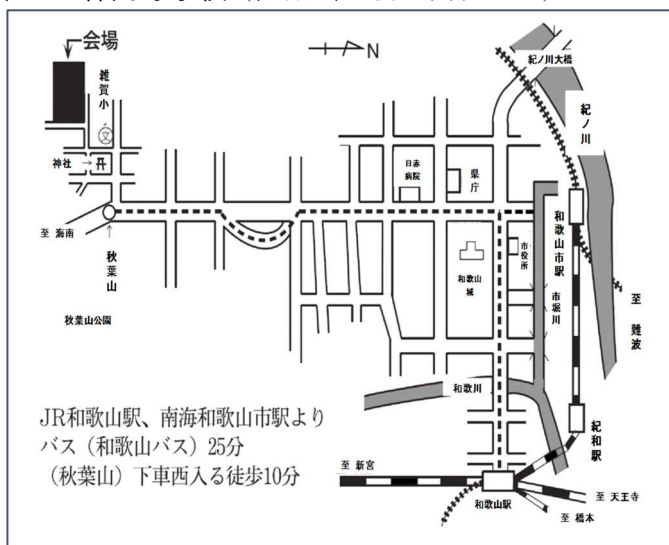 会場
雑賀小
文
神社→
至 海南
秋葉山
秋葉山公園
N
日赤病院
県庁
市役所
和歌山城
紀ノ川大橋
紀ノ川
和歌山市駅
市堀川
至 難波
和歌川
紀和駅
至 新宮
和歌山駅
至 天王寺
至 橋本
JR和歌山駅、南海和歌山市駅より
バス（和歌山バス）25分
（秋葉山）下車西入る徒歩10分